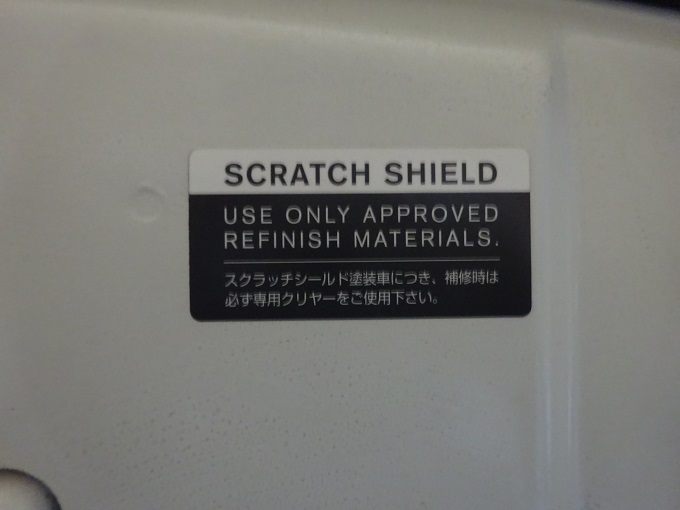 SCRATCH SHIELD
USE ONLY APPROVED
REFINISH MATERIALS.
スクラッチシールド塗装車につき、補修時は
必ず専用クリヤーをご使用下さい。